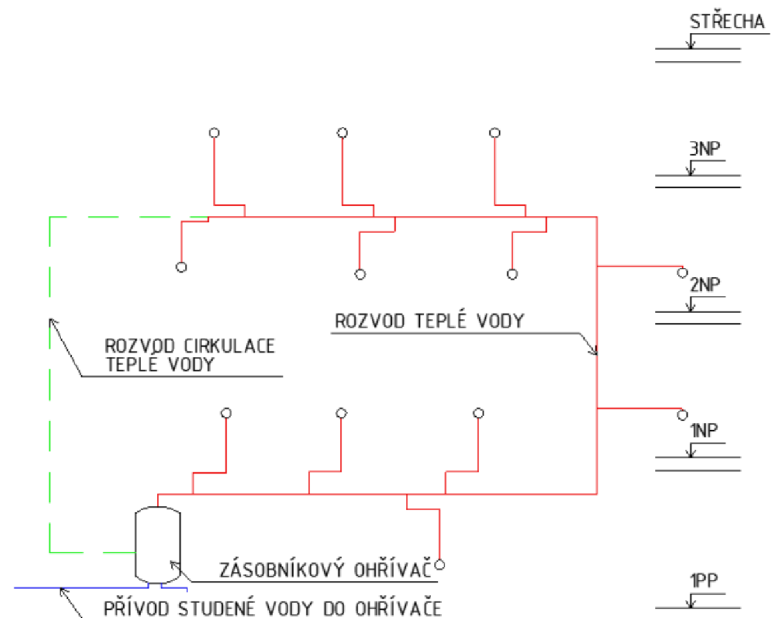 STŘECHA
3NP
2NP
ROZVOD TEPLÉ VODY
ROZVOD CIRKULACE
TEPLÉ VODY
1NP
ZÁSOBNÍKOVÝ OHŘÍVAČ
1PP
PŘÍVOD STUDENÉ VODY DO OHŘÍVAČE